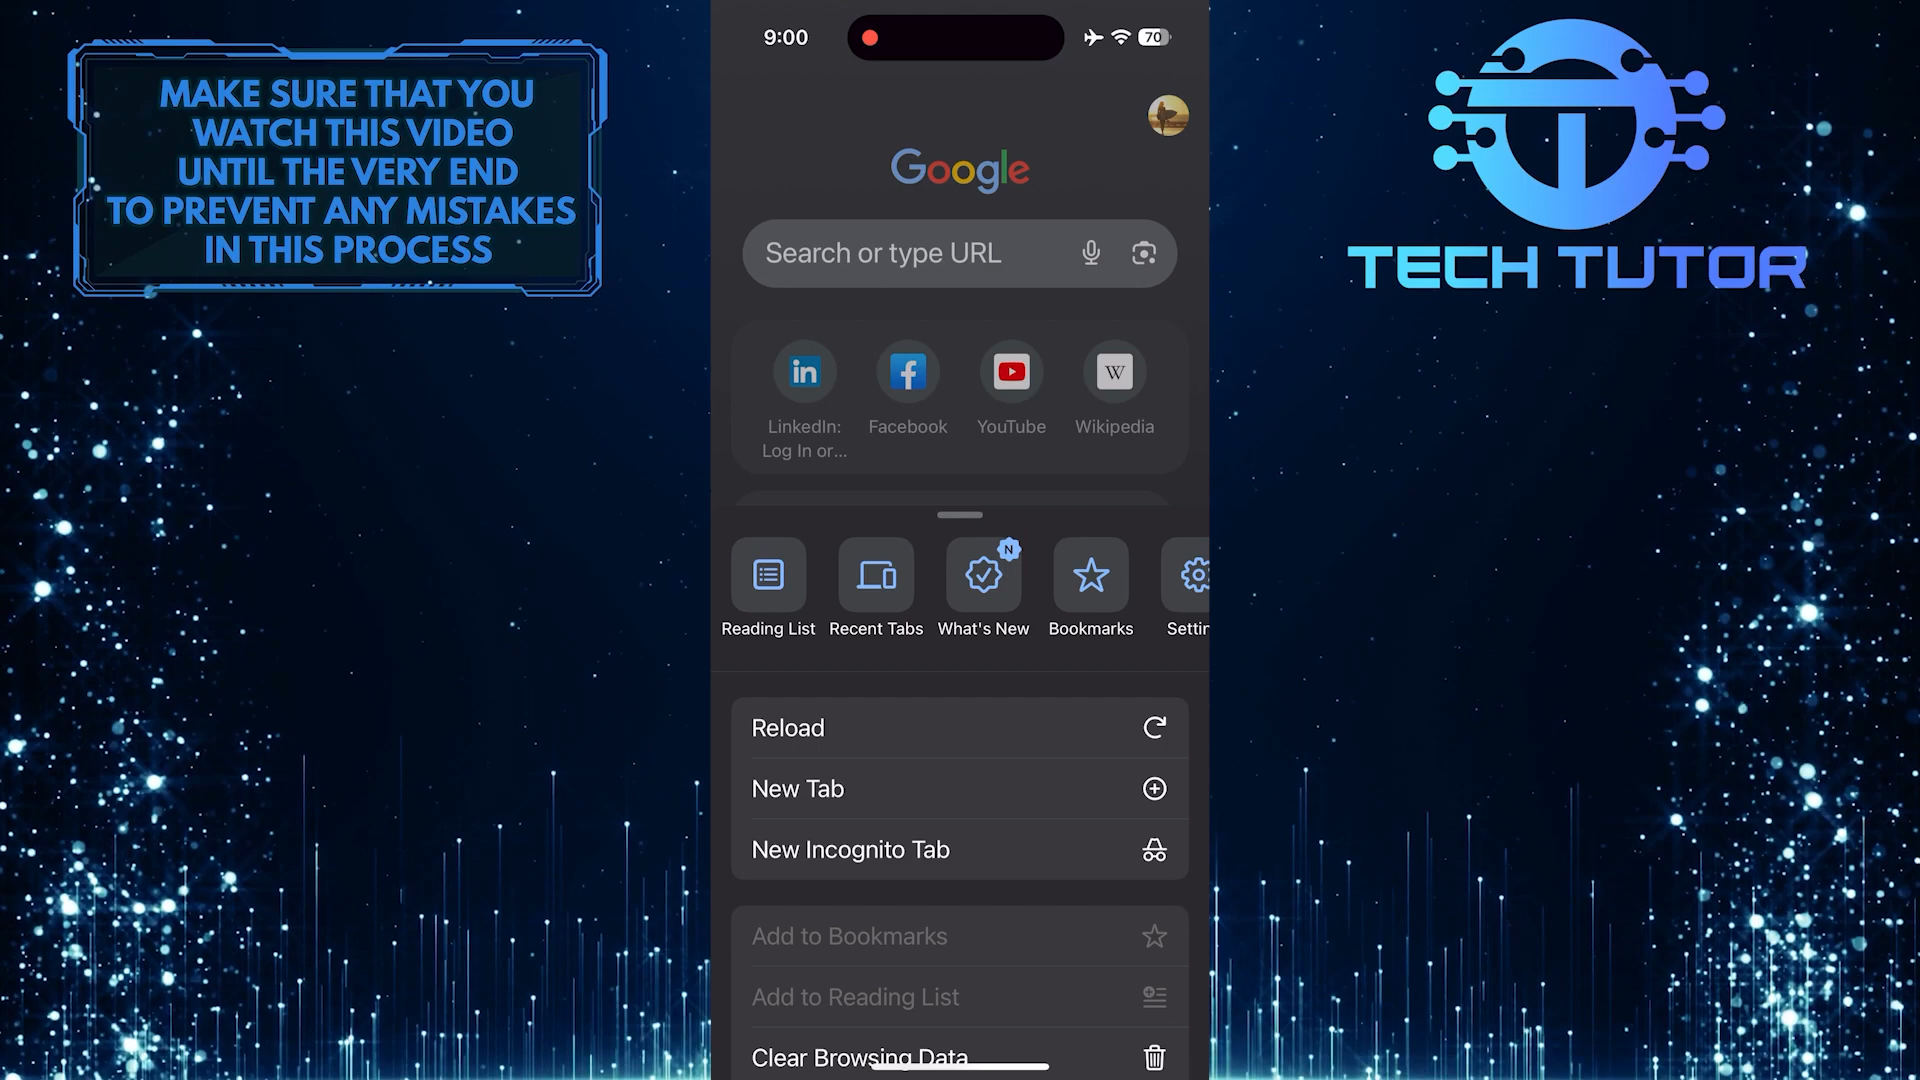 MAKE SURE THAT YOU
WATCH THIS VIDEO
UNTIL THE VERY END
TO PREVENT ANY MISTAKES
IN THIS PROCESS
9:00
70
TECH TUTOR
Google
Search or type URL
in
LinkedIn:
Log In or...
f
Facebook
YouTube
W
Wikipedia
N
Reading List
Recent Tabs
What's New
Bookmarks
Settin
Reload
New Tab
New Incognito Tab
Add to Bookmarks
Add to Reading List
Clear Browsing Data